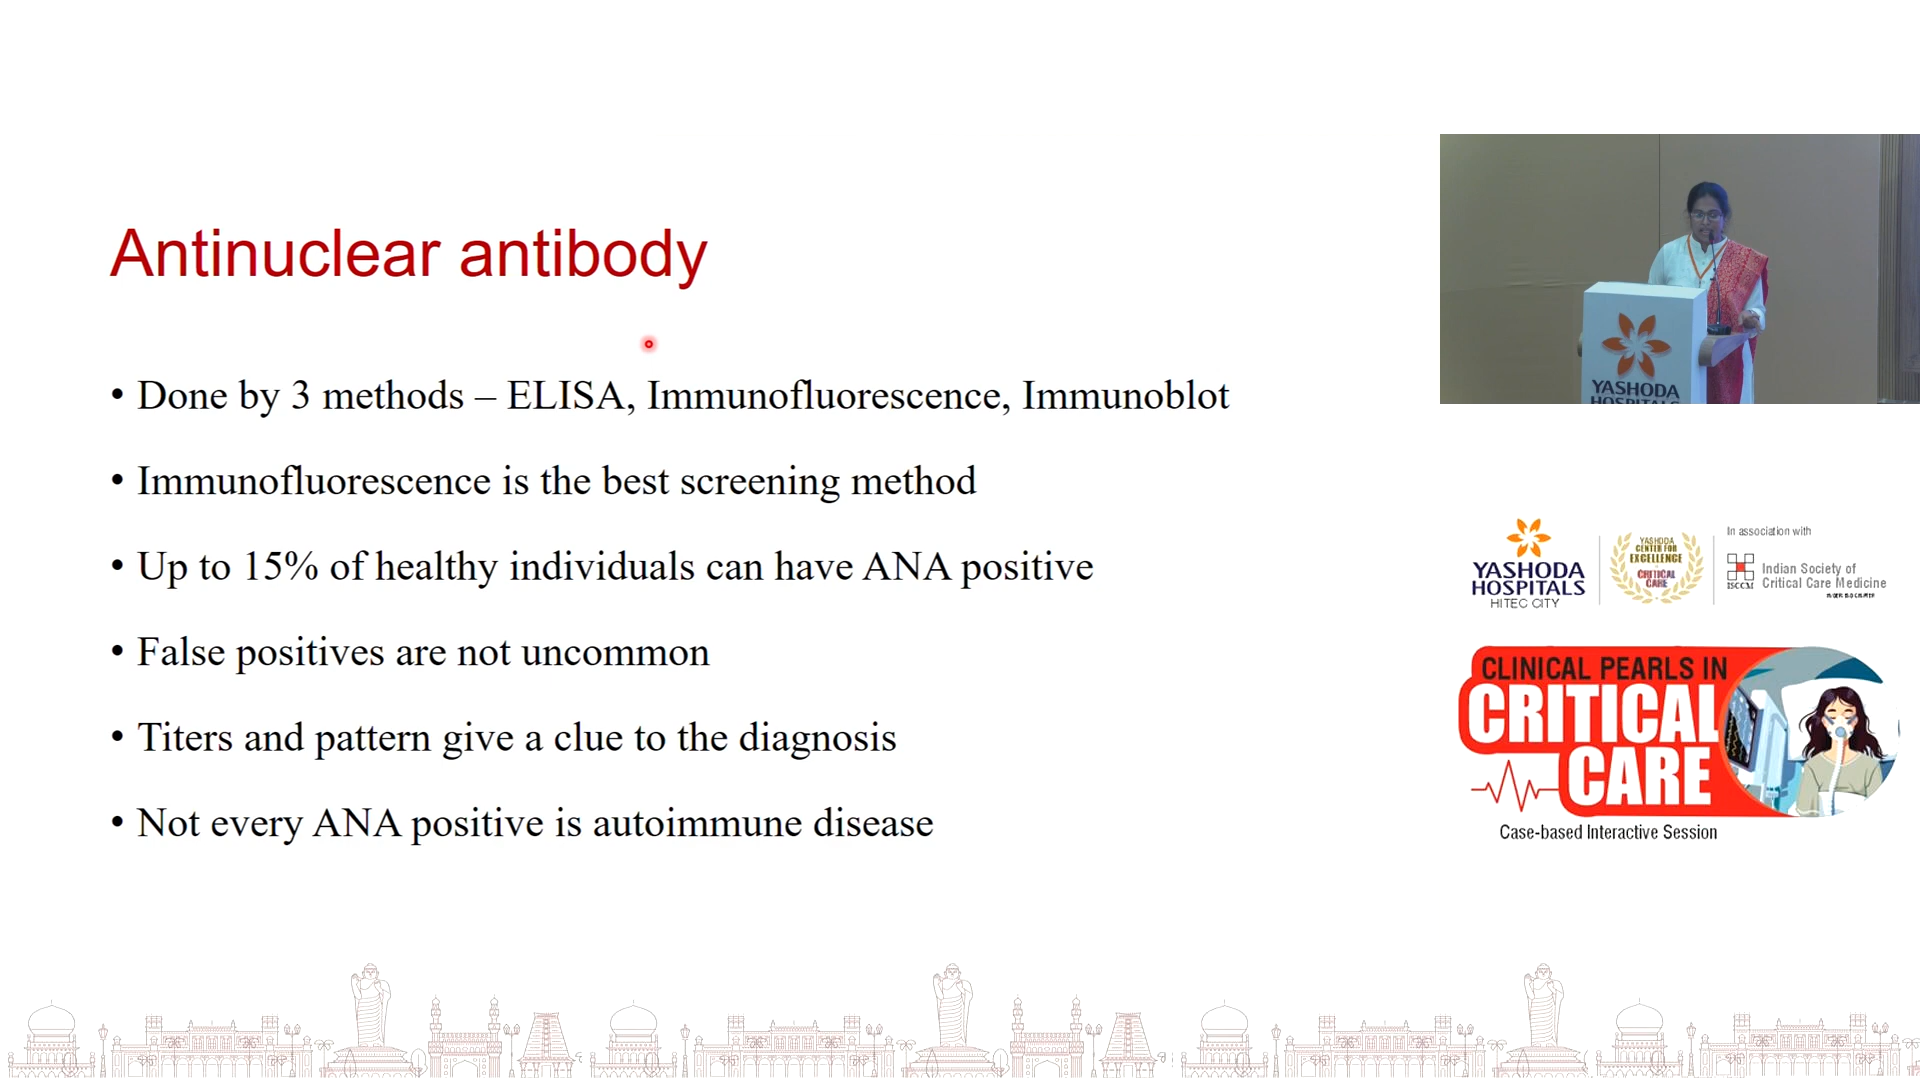 Antinuclear antibody
• Done by 3 methods – ELISA, Immunofluorescence, Immunoblot
• Immunofluorescence is the best screening method
• Up to 15% of healthy individuals can have ANA positive
• False positives are not uncommon
• Titers and pattern give a clue to the diagnosis
• Not every ANA positive is autoimmune disease
YASHODA
HOSPITALS
YASHODA
HOSPITALS
HITEC CITY
YASHODA
CENTER FOR
EXCELLENCE
CRITICAL
CARE
In association with
ISCCM
Indian Society of
Critical Care Medicine
CLINICAL PEARLS IN
CRITICAL
CARE
Case-based Interactive Session